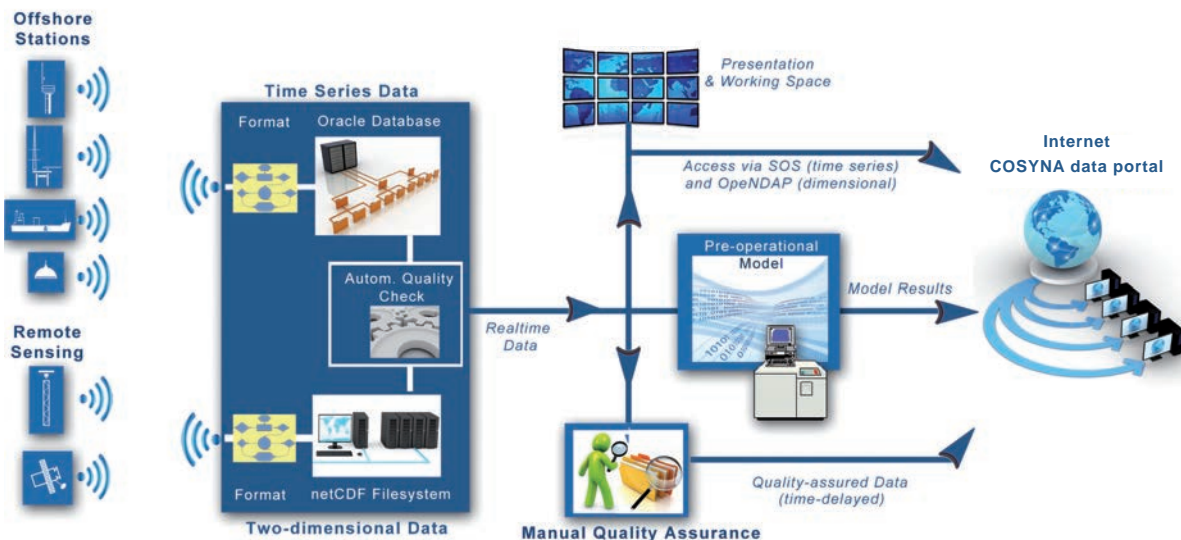 Offshore
Stations
Remote
Sensing
Time Series Data
Format
Oracle Database
Autom. Quality
Check
Format
netCDF Filesystem
Two-dimensional Data
Realtime
Data
Presentation
& Working Space
Access via SOS (time series)
and OpeNDAP (dimensional)
Pre-operational
Model
1010
010
Model Results
Manual Quality Assurance
Quality-assured Data
(time-delayed)
Internet
COSYNA data portal